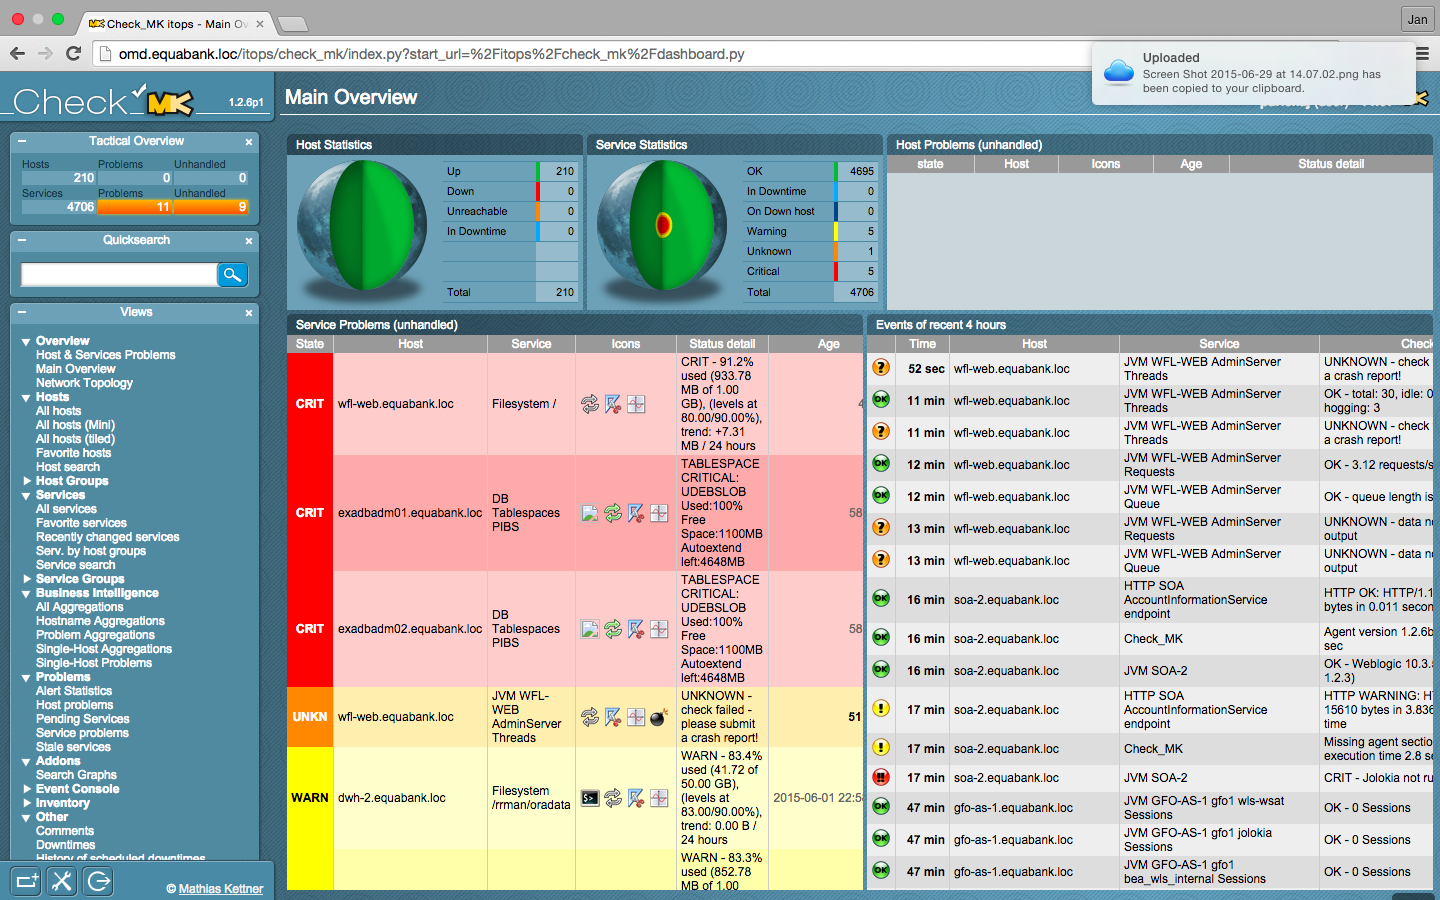 Check_MK itops - Main Ov
Jan
omd.equabank.loc/itops/check_mk/index.py?start_url=%2Fitops%2Fcheck_mk%2Fdashboard.py
Uploaded
Screen Shot 2015-06-29 at 14.07.02.png has
been copied to your clipboard.
Check MK
1.2.6p1
Main Overview
Tactical Overview
Hosts Problems Unhandled
210 0 0
Services Problems Unhandled
4706 11 9
Quicksearch
Views
Overview
Host & Services Problems
Main Overview
Network Topology
Hosts
All hosts
All hosts (Mini)
All hosts (tiled)
Favorite hosts
Host search
Host Groups
Services
All services
Favorite services
Recently changed services
Serv. by host groups
Service search
Service Groups
Business Intelligence
All Aggregations
Hostname Aggregations
Problem Aggregations
Single-Host Aggregations
Single-Host Problems
Problems
Alert Statistics
Host problems
Pending Services
Service problems
Stale services
Addons
Search Graphs
Event Console
Inventory
Other
Comments
Downtimes
History of scheduled downtimes
© Mathias Kettner
Host Statistics
Up 210
Down 0
Unreachable 0
In Downtime 0
Total 210
Service Statistics
OK 4695
In Downtime 0
On Down host 0
Warning 5
Unknown 1
Critical 5
Total 4706
Host Problems (unhandled)
state Host Icons Age Status detail
Service Problems (unhandled)
State Host Service Icons Status detail Age
CRIT wfl-web.equabank.loc Filesystem /
CRIT - 91.2%
used (933.78
MB of 1.00
GB), (levels at
80.00/90.00%),
trend: +7.31
MB / 24 hours
4
CRIT exadbadm01.equabank.loc
DB
Tablespaces
PIBS
TABLESPACE
CRITICAL:
UDEBSLOB
Used:100%
Free
Space:1100MB
Autoextend
left:4648MB
58
CRIT exadbadm02.equabank.loc
DB
Tablespaces
PIBS
TABLESPACE
CRITICAL:
UDEBSLOB
Used:100%
Free
Space:1100MB
Autoextend
left:4648MB
58
UNKN wfl-web.equabank.loc
JVM WFL-
WEB
AdminServer
Threads
UNKNOWN -
check failed -
please submit
a crash report!
51
WARN dwh-2.equabank.loc
Filesystem
/rrman/oradata
WARN - 83.4%
used (41.72 of
50.00 GB),
(levels at
83.00/90.00%),
trend: 0.00 B /
24 hours
2015-06-01 22:5
WARN - 83.3%
(852.78
MB of 1.00
Events of recent 4 hours
Time Host Service Check
52 sec wfl-web.equabank.loc
JVM WFL-WEB AdminServer
Threads
UNKNOWN - check
a crash report!
OK 11 min wfl-web.equabank.loc
JVM WFL-WEB AdminServer
Threads
OK - total: 30, idle: 0
hogging: 3
11 min wfl-web.equabank.loc
JVM WFL-WEB AdminServer
Threads
UNKNOWN - check
a crash report!
OK 12 min wfl-web.equabank.loc
JVM WFL-WEB AdminServer
Requests
OK - 3.12 requests/s
OK 12 min wfl-web.equabank.loc
JVM WFL-WEB AdminServer
Queue
OK - queue length is
13 min wfl-web.equabank.loc
JVM WFL-WEB AdminServer
Requests
UNKNOWN - data no
output
13 min wfl-web.equabank.loc
JVM WFL-WEB AdminServer
Queue
UNKNOWN - data no
output
OK 16 min soa-2.equabank.loc
HTTP SOA
AccountInformationService
endpoint
HTTP OK: HTTP/1.1
bytes in 0.011 secon
OK 16 min soa-2.equabank.loc Check_MK
Agent version 1.2.6b
sec
OK 16 min soa-2.equabank.loc JVM SOA-2
OK - Weblogic 10.3.
1.2.3)
17 min soa-2.equabank.loc
HTTP SOA
AccountInformationService
endpoint
HTTP WARNING: H
15610 bytes in 3.836
time
17 min soa-2.equabank.loc Check_MK
Missing agent sectio
execution time 2.8 s
17 min soa-2.equabank.loc JVM SOA-2 CRIT - Jolokia not ru
OK 47 min gfo-as-1.equabank.loc
JVM GFO-AS-1 gfo1 wls-wsat
Sessions
OK - 0 Sessions
OK 47 min gfo-as-1.equabank.loc
JVM GFO-AS-1 gfo1 jolokia
Sessions
OK - 0 Sessions
OK 47 min gfo-as-1.equabank.loc
JVM GFO-AS-1 gfo1
bea_wls_internal Sessions
OK - 0 Sessions